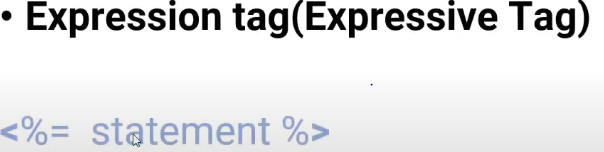 • Expression tag(Expressive Tag)
<%= statement %>